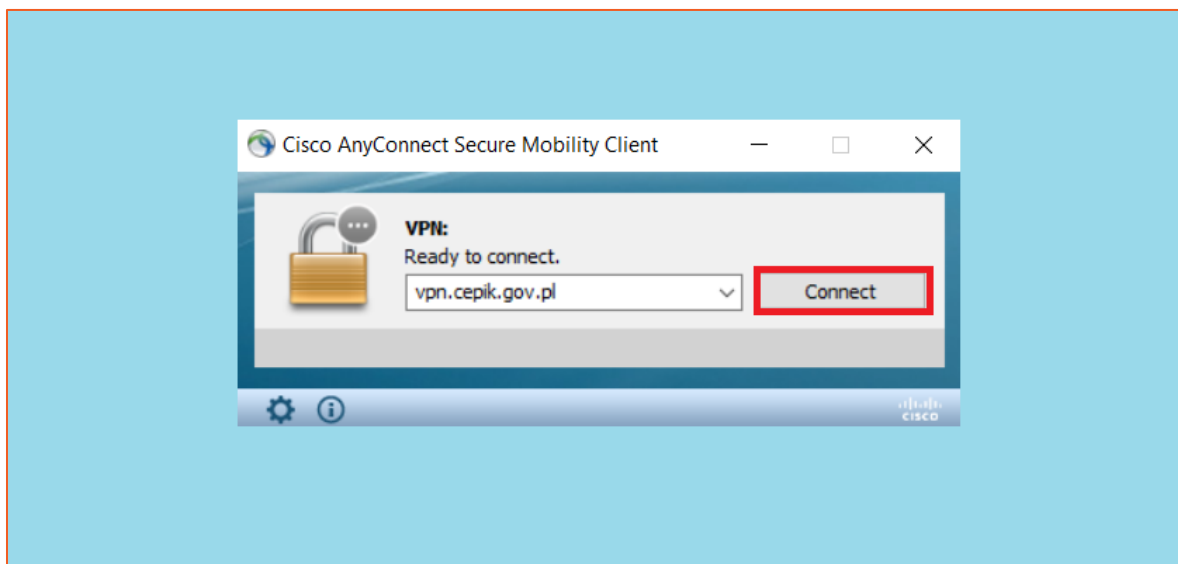 Cisco AnyConnect Secure Mobility Client
VPN:
Ready to connect.
vpn.cepik.gov.pl
Connect
CISCO